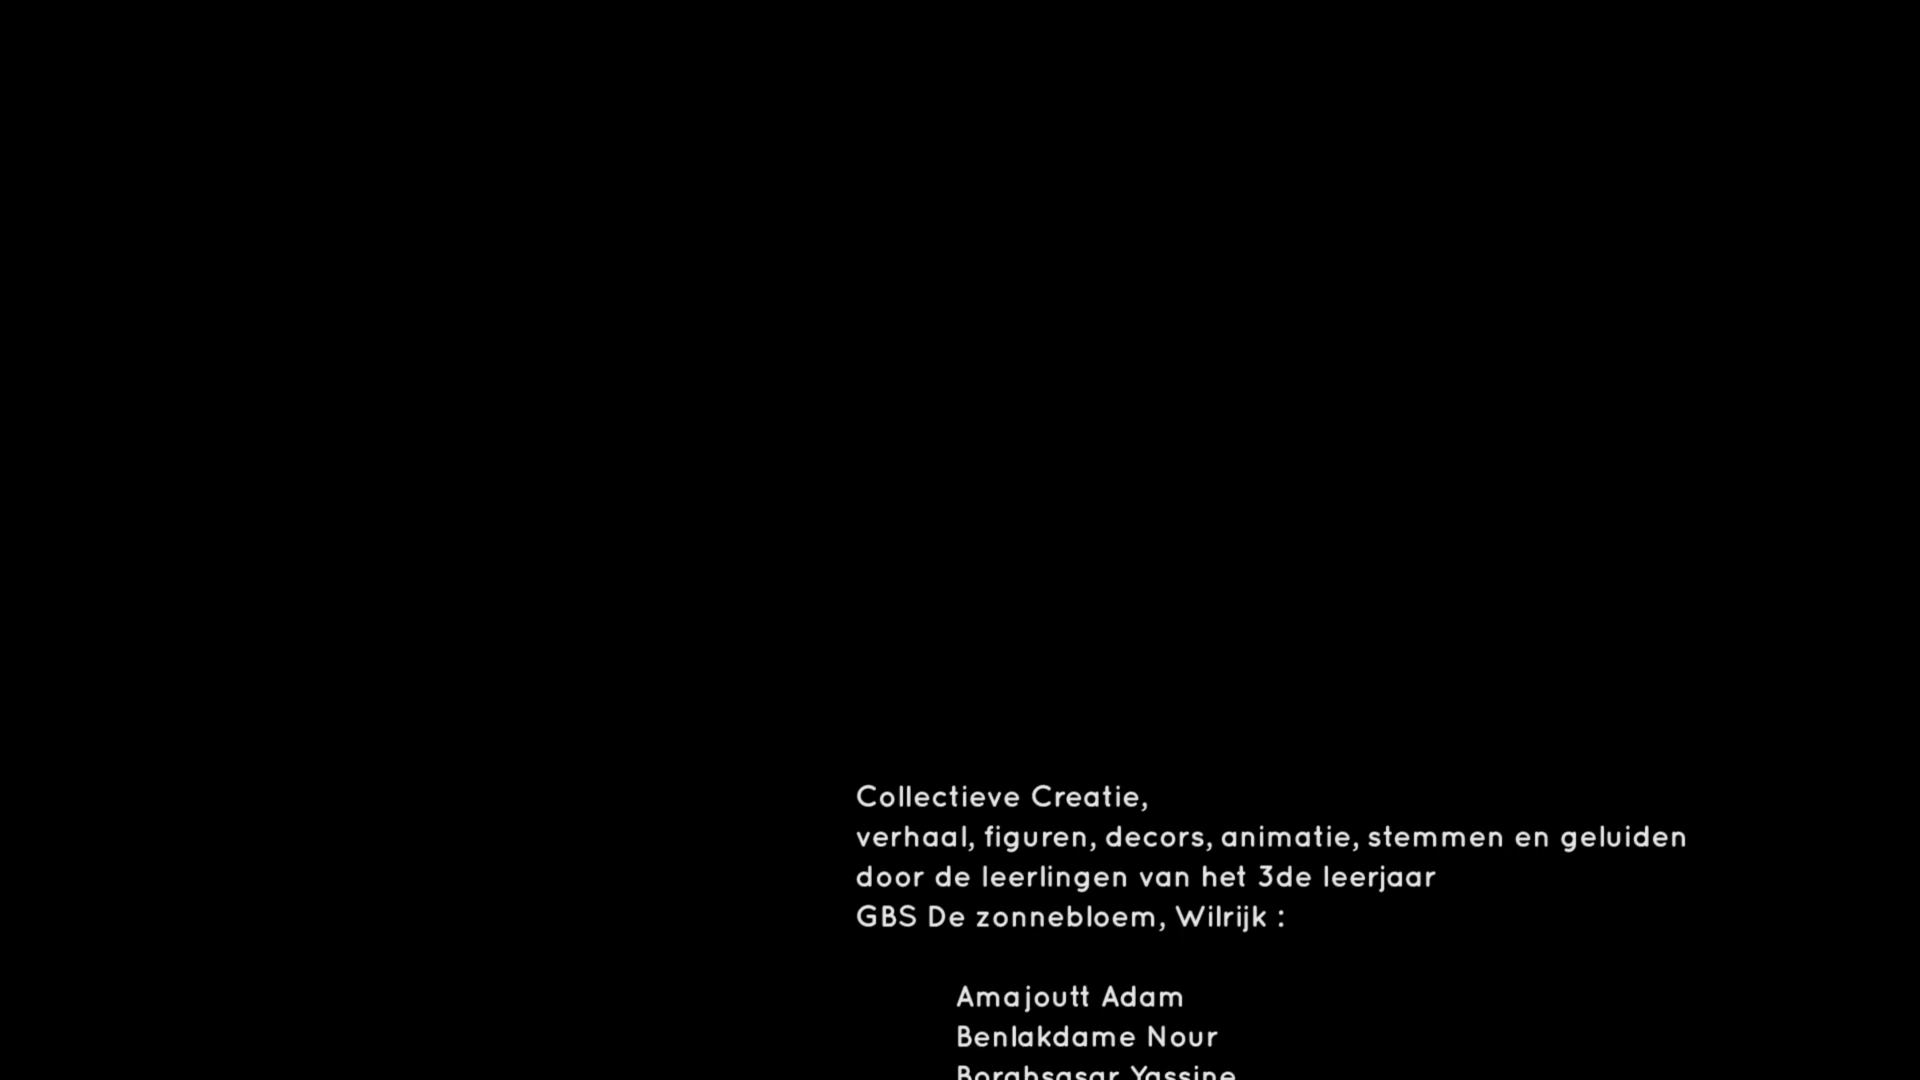 Collectieve Creatie,
verhaal, figuren, decors, animatie, stemmen en geluiden
door de leerlingen van het 3de leerjaar
GBS De zonnebloem, Wilrijk :
Amajoutt Adam
Benlakdame Nour
Yassine